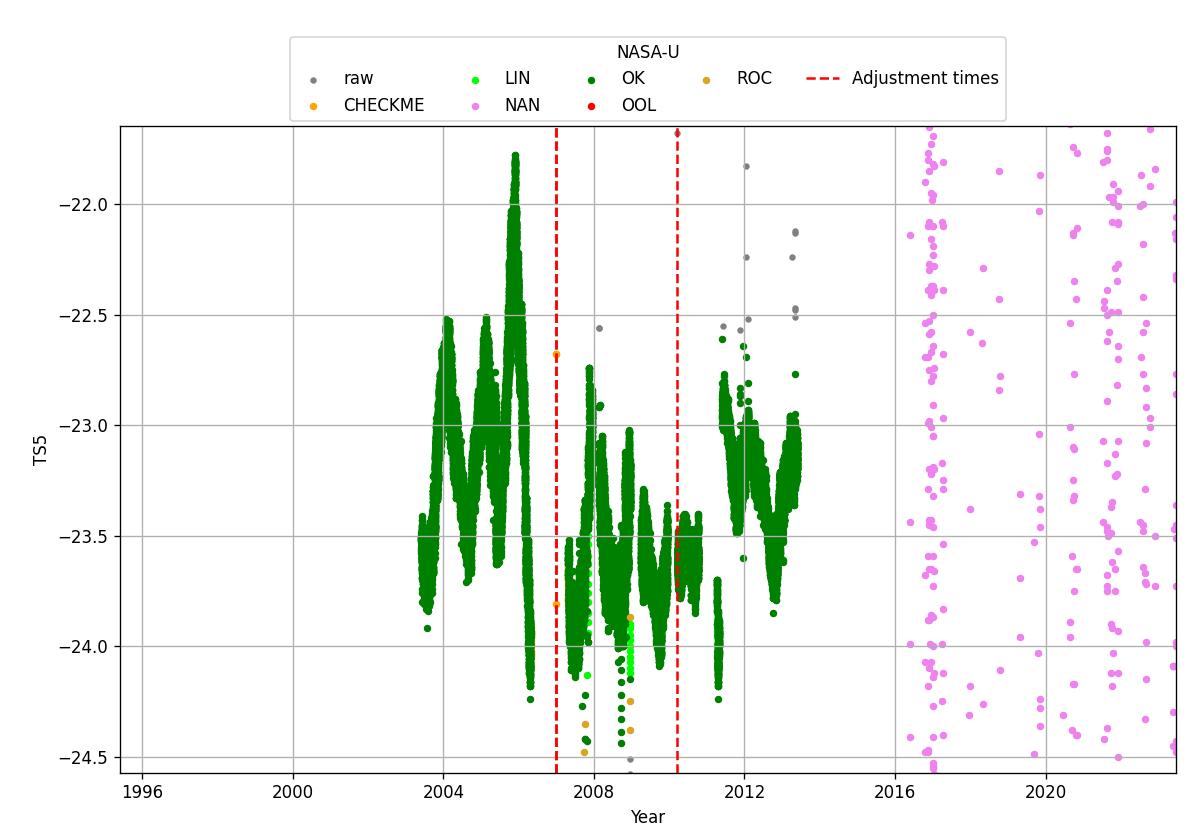 NASA-U
raw LIN OK ROC Adjustment times
CHECKME NAN OOL
−22.0
−22.5
−23.0
−23.5
−24.0
−24.5
TS5
1996 2000 2004 2008 2012 2016 2020
Year